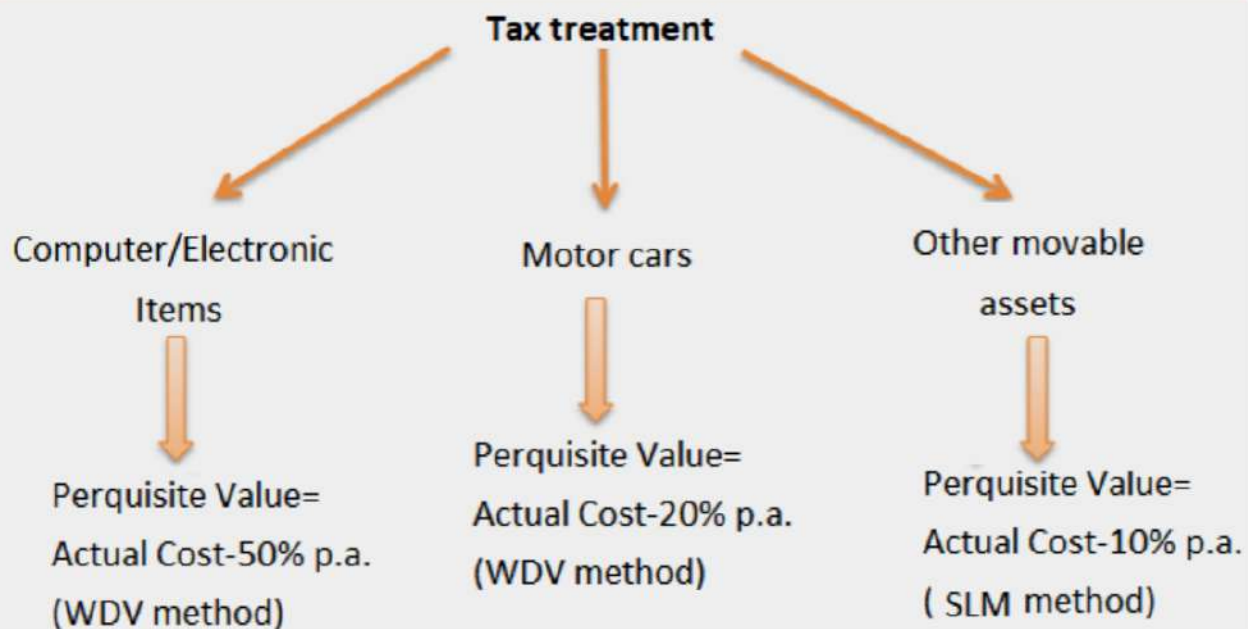 Tax treatment
Computer/Electronic
Items
Motor cars
Other movable
assets
Perquisite Value=
Actual Cost-50% p.a.
(WDV method)
Perquisite Value=
Actual Cost-20% p.a.
(WDV method)
Perquisite Value=
Actual Cost-10% p.a.
( SLM method)